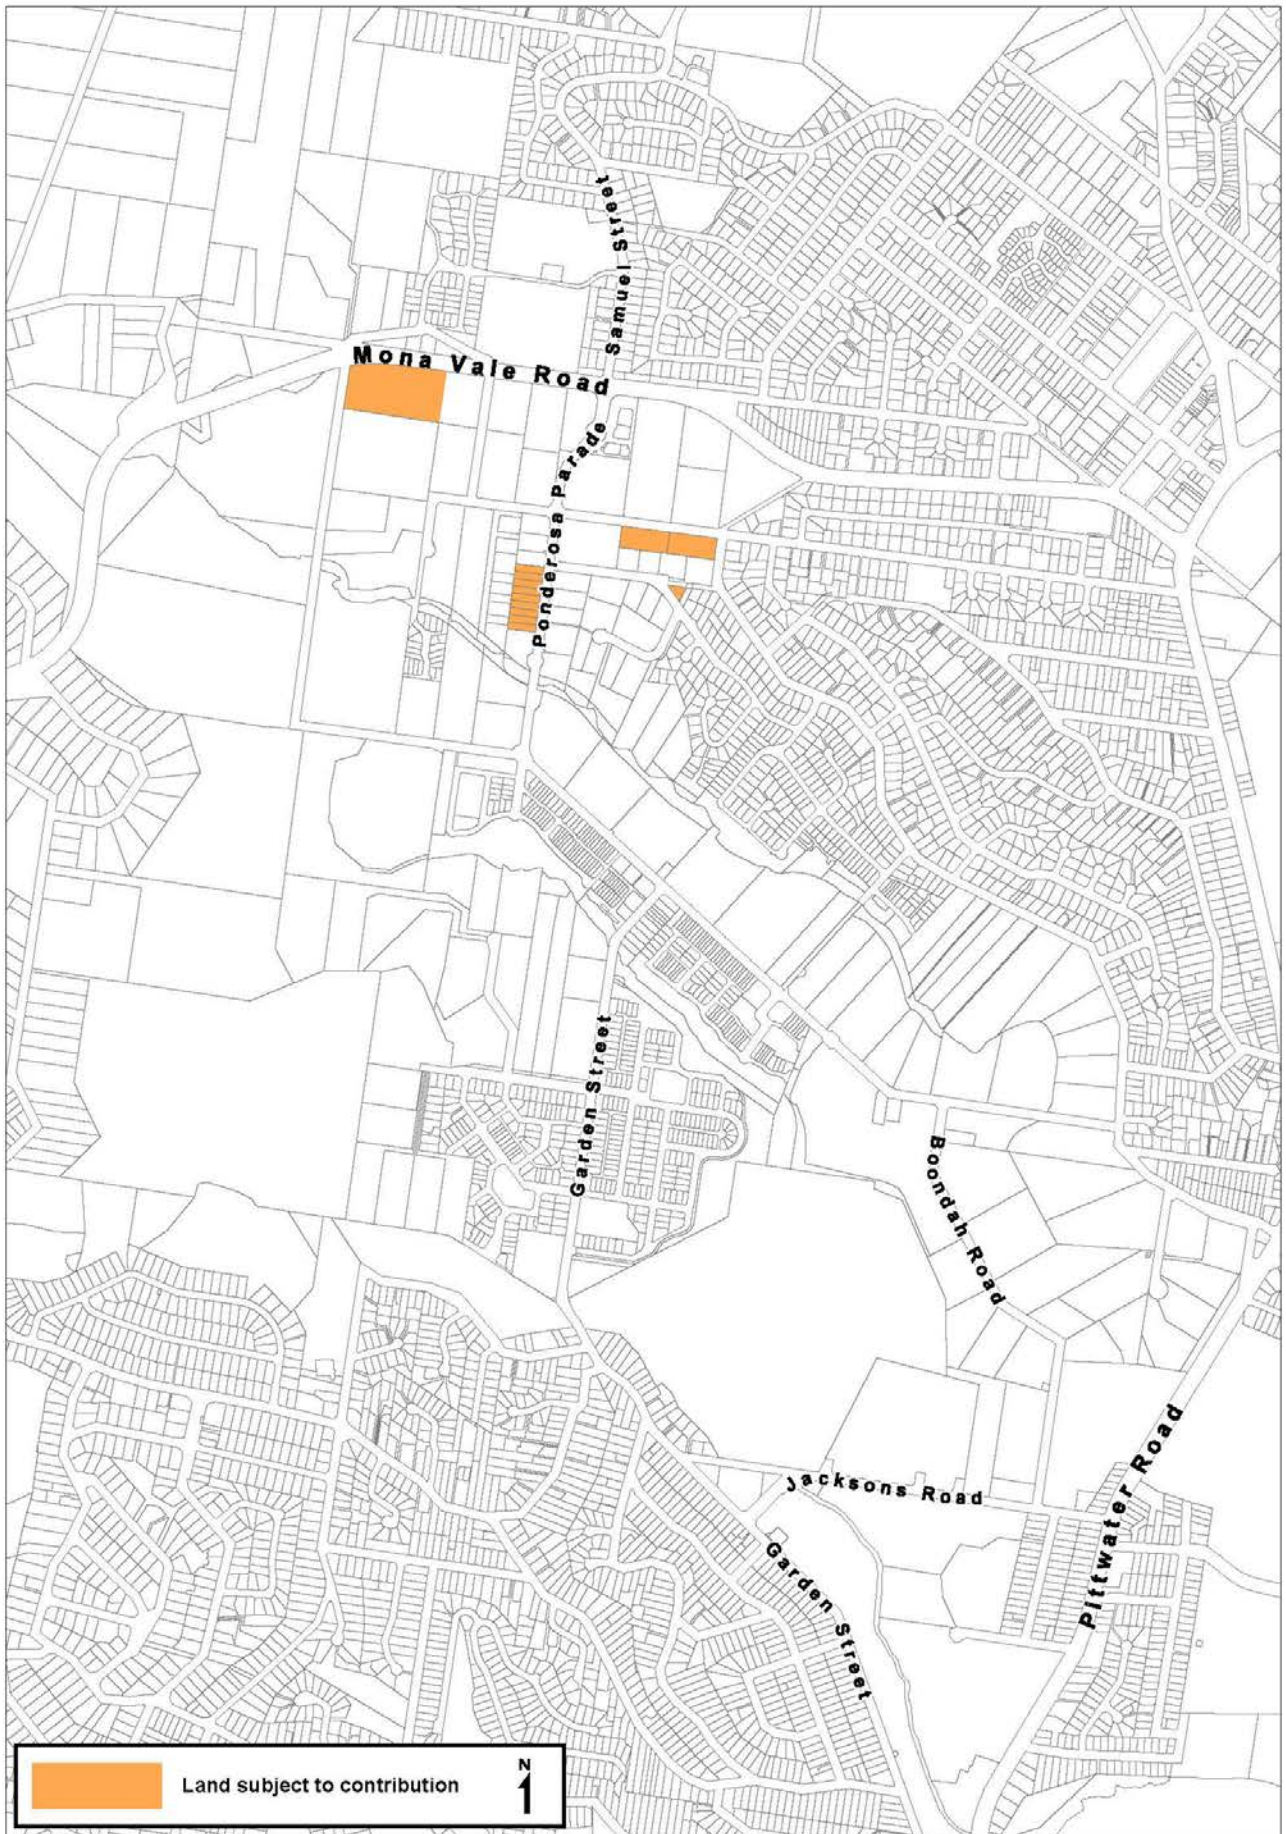 Samuel Street
Mona Vale Road
Ponderosa Parade
Garden Street
Boondah Road
Pittwater Road
Jacksons Road
Garden Street
N
Land subject to contribution